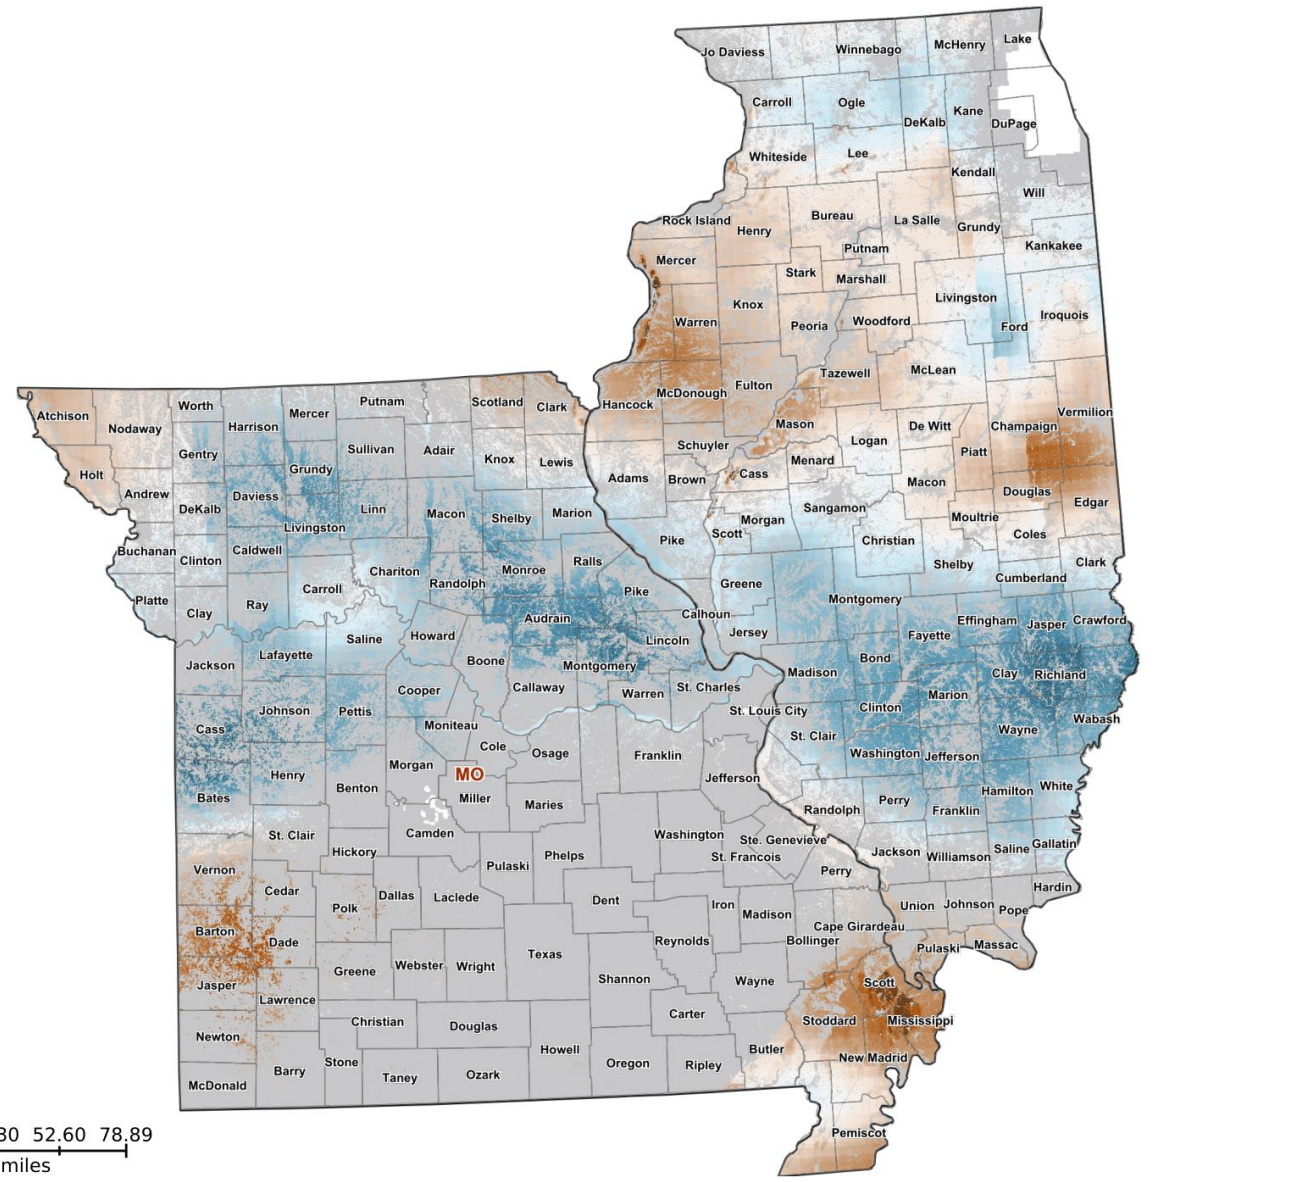 Jo Daviess
Winnebago
McHenry
Lake
Carroll
Ogle
DeKalb
Kane
DuPage
Whiteside
Lee
Kendall
Will
Rock Island
Henry
Bureau
La Salle
Grundy
Putnam
Kankakee
Mercer
Stark
Marshall
Knox
Livingston
Warren
Peoria
Woodford
Ford
Iroquois
Tazewell
McLean
Hancock
McDonough
Fulton
Mason
De Witt
Champaign
Vermilion
Schuyler
Logan
Piatt
Adams
Brown
Cass
Menard
Macon
Douglas
Edgar
Scott
Morgan
Sangamon
Moultrie
Coles
Pike
Christian
Shelby
Clark
Greene
Cumberland
Calhoun
Montgomery
Jersey
Fayette
Effingham
Jasper
Crawford
Madison
Bond
Clay
Richland
Clinton
Marion
Wabash
St. Clair
Wayne
Washington
Jefferson
Randolph
Perry
Hamilton
White
Franklin
Jackson
Williamson
Saline
Gallatin
Union
Johnson
Pope
Hardin
Pulaski
Massac
Atchison
Nodaway
Worth
Harrison
Mercer
Putnam
Scotland
Clark
Holt
Gentry
Grundy
Sullivan
Adair
Knox
Lewis
Andrew
DeKalb
Daviess
Livingston
Linn
Macon
Shelby
Marion
Buchanan
Clinton
Caldwell
Chariton
Randolph
Monroe
Ralls
Pike
Platte
Clay
Ray
Carroll
Saline
Howard
Audrain
Lincoln
Jackson
Lafayette
Boone
Montgomery
Callaway
Warren
St. Charles
St. Louis City
Cass
Johnson
Pettis
Cooper
Moniteau
Cole
Osage
Franklin
Jefferson
Bates
Henry
Benton
Morgan
MO
Miller
Maries
Camden
St. Clair
Hickory
Pulaski
Phelps
Washington
St. Francois
Ste. Genevieve
Perry
Vernon
Cedar
Polk
Dallas
Laclede
Dent
Iron
Madison
Cape Girardeau
Bollinger
Barton
Dade
Greene
Webster
Wright
Texas
Reynolds
Shannon
Wayne
Scott
Jasper
Lawrence
Stoddard
Mississippi
Newton
Christian
Douglas
Howell
Carter
Butler
New Madrid
McDonald
Barry
Stone
Taney
Ozark
Oregon
Ripley
Pemiscot
30 52.60 78.89
miles